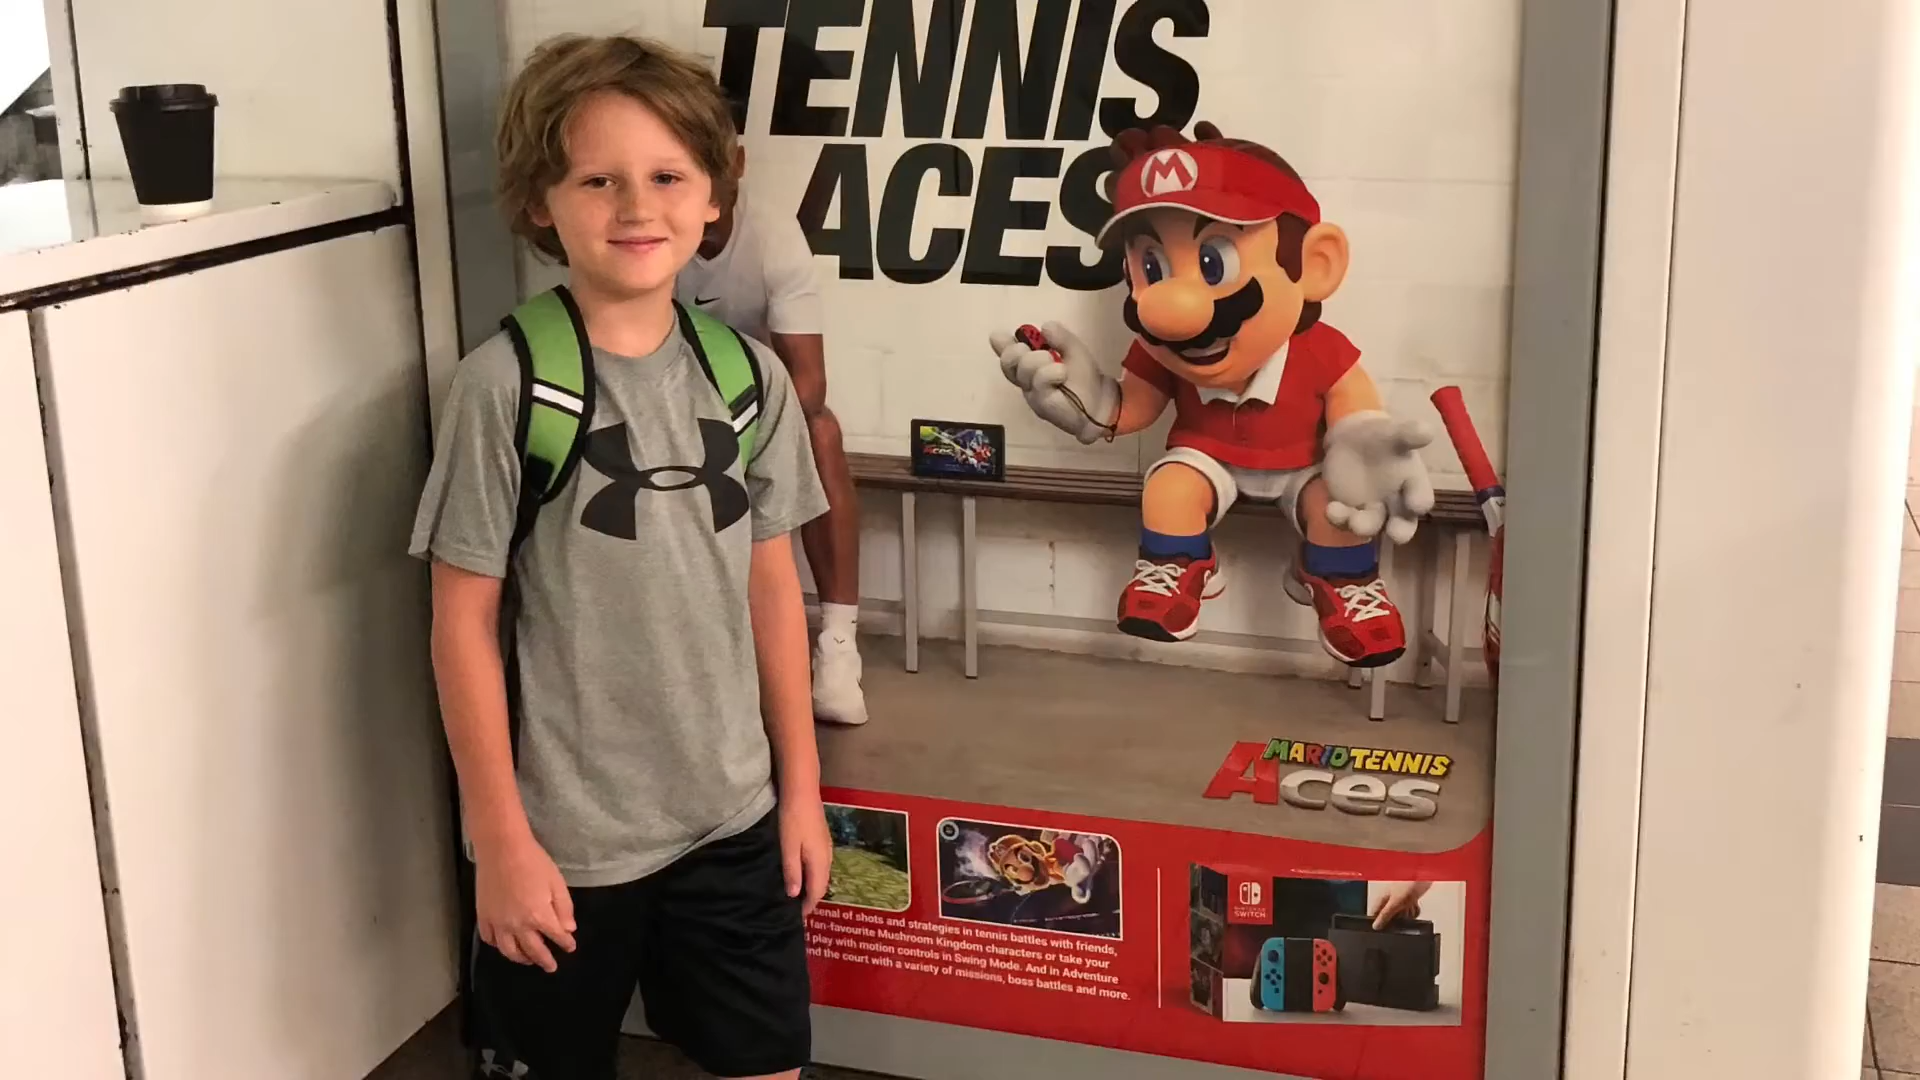 TENNIS
ACES
M
MARIO TENNIS
Aces
NINTENDO
SWITCH
of shots and strategies in tennis battles with friends,
fan-favourite Mushroom Kingdom characters or take your
play with motion controls in Swing Mode. And in Adventure
the court with a variety of missions, boss battles and more.